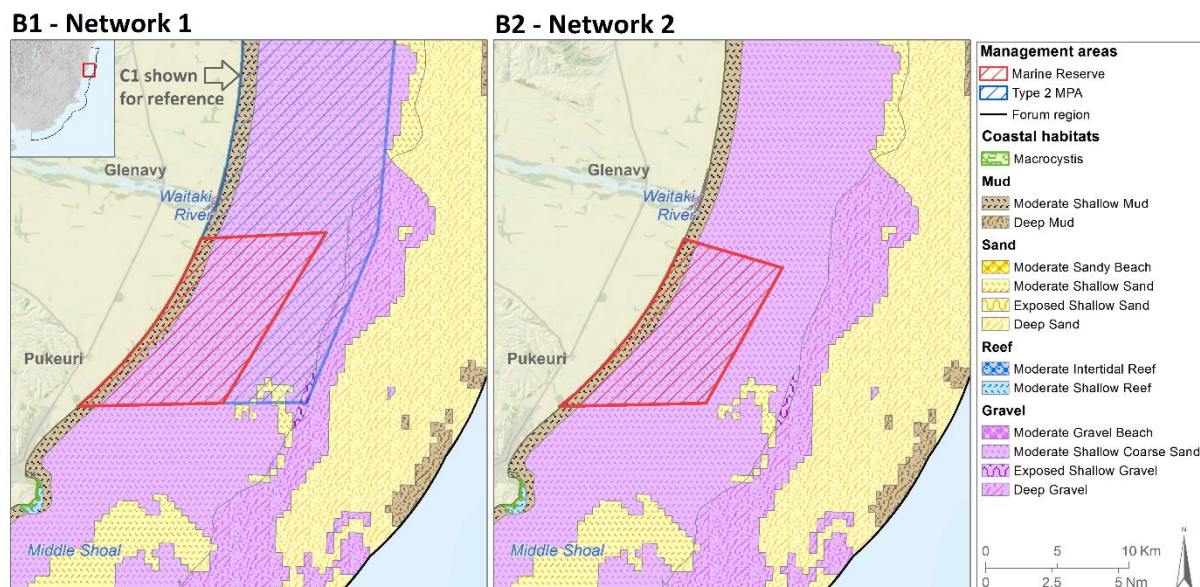 B1 - Network 1
C1 shown
for reference
Glenavy
Waitaki
River
Pukeuri
Middle Shoal
B2 - Network 2
Glenavy
Waitaki
River
Pukeuri
Middle Shoal
Management areas
Marine Reserve
Type 2 MPA
Forum region
Coastal habitats
Macrocystis
Mud
Moderate Shallow Mud
Deep Mud
Sand
Moderate Sandy Beach
Moderate Shallow Sand
Exposed Shallow Sand
Deep Sand
Reef
Moderate Intertidal Reef
Moderate Shallow Reef
Gravel
Moderate Gravel Beach
Moderate Shallow Coarse Sand
Exposed Shallow Gravel
Deep Gravel
0 5 10 Km
0 2.5 5 Nm
N